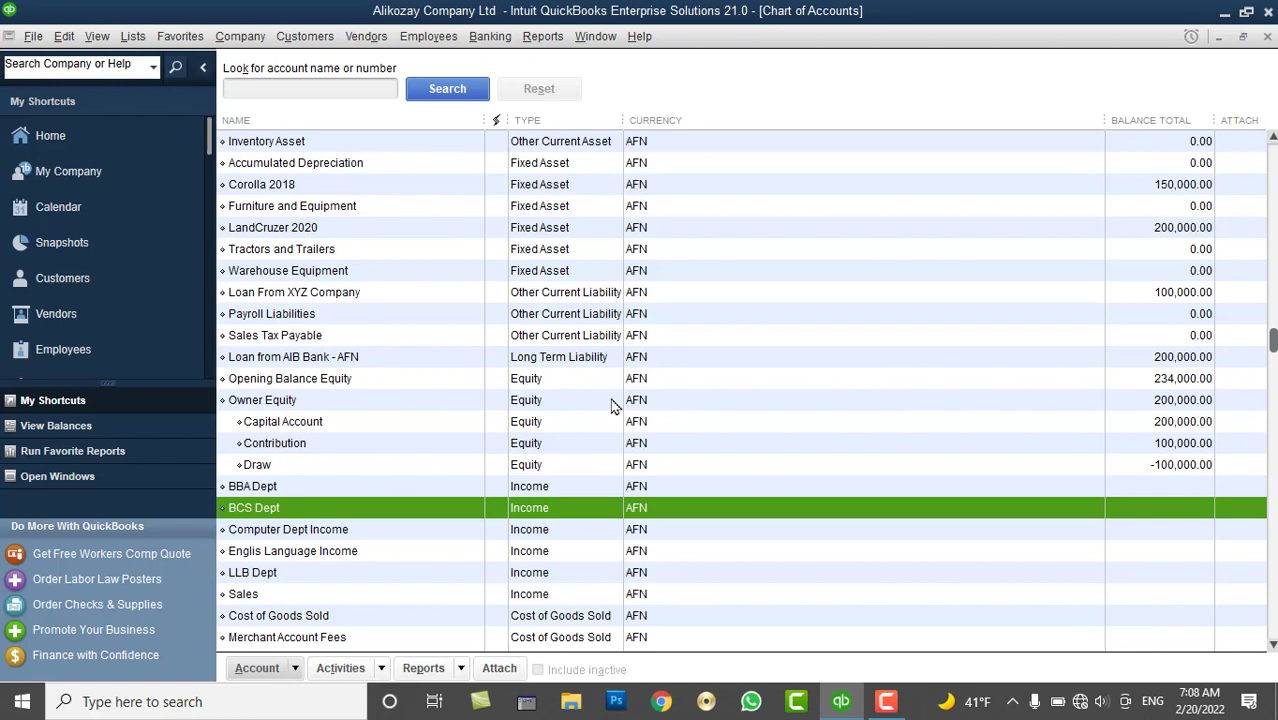 Alikozay Company Ltd - Intuit QuickBooks Enterprise Solutions 21.0 - [Chart of Accounts]
File Edit View Lists Favorites Company Customers Vendors Employees Banking Reports Window Help
Search Company or Help
My Shortcuts
Home
My Company
Calendar
Snapshots
Customers
Vendors
Employees
My Shortcuts
View Balances
Run Favorite Reports
Open Windows
Do More With QuickBooks
Get Free Workers Comp Quote
Order Labor Law Posters
Order Checks & Supplies
Promote Your Business
Finance with Confidence
Look for account name or number
Search Reset
NAME TYPE CURRENCY BALANCE TOTAL ATTACH
Inventory Asset Other Current Asset AFN 0.00
Accumulated Depreciation Fixed Asset AFN 0.00
Corolla 2018 Fixed Asset AFN 150,000.00
Furniture and Equipment Fixed Asset AFN 0.00
LandCruzer 2020 Fixed Asset AFN 200,000.00
Tractors and Trailers Fixed Asset AFN 0.00
Warehouse Equipment Fixed Asset AFN 0.00
Loan From XYZ Company Other Current Liability AFN 100,000.00
Payroll Liabilities Other Current Liability AFN 0.00
Sales Tax Payable Other Current Liability AFN 0.00
Loan from AIB Bank - AFN Long Term Liability AFN 200,000.00
Opening Balance Equity Equity AFN 234,000.00
Owner Equity Equity AFN 200,000.00
Capital Account Equity AFN 200,000.00
Contribution Equity AFN 100,000.00
Draw Equity AFN -100,000.00
BBA Dept Income AFN
BCS Dept Income AFN
Computer Dept Income Income AFN
Englis Language Income Income AFN
LLB Dept Income AFN
Sales Income AFN
Cost of Goods Sold Cost of Goods Sold AFN
Merchant Account Fees Cost of Goods Sold AFN
Account Activities Reports Attach Include inactive
Type here to search
Ps
41°F
ENG
7:08 AM
2/20/2022